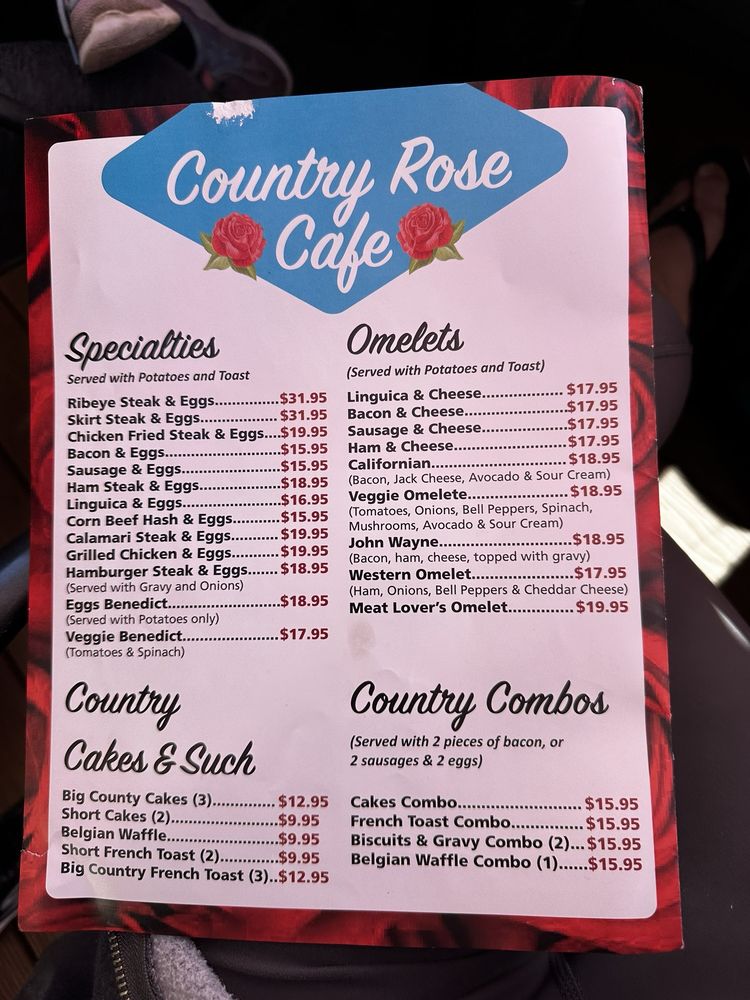 Country Rose
Cafe
Specialties
Served with Potatoes and Toast
Ribeye Steak & Eggs..............$31.95
Skirt Steak & Eggs.................$31.95
Chicken Fried Steak & Eggs....$19.95
Bacon & Eggs........................$15.95
Sausage & Eggs.....................$15.95
Ham Steak & Eggs.................$18.95
Linguica & Eggs.....................$16.95
Corn Beef Hash & Eggs..........$15.95
Calamari Steak & Eggs...........$19.95
Grilled Chicken & Eggs...........$19.95
Hamburger Steak & Eggs.......$18.95
(Served with Gravy and Onions)
Eggs Benedict........................$18.95
(Served with Potatoes only)
Veggie Benedict.....................$17.95
(Tomatoes & Spinach)
Omelets
(Served with Potatoes and Toast)
Linguica & Cheese.................$17.95
Bacon & Cheese.....................$17.95
Sausage & Cheese..................$17.95
Ham & Cheese.......................$17.95
Californian............................$18.95
(Bacon, Jack Cheese, Avocado & Sour Cream)
Veggie Omelete.....................$18.95
(Tomatoes, Onions, Bell Peppers, Spinach,
Mushrooms, Avocado & Sour Cream)
John Wayne...........................$18.95
(Bacon, ham, cheese, topped with gravy)
Western Omelet.....................$17.95
(Ham, Onions, Bell Peppers & Cheddar Cheese)
Meat Lover's Omelet..............$19.95
Country
Cakes & Such
Big County Cakes (3).............$12.95
Short Cakes (2)......................$9.95
Belgian Waffle.......................$9.95
Short French Toast (2)............$9.95
Big Country French Toast (3)..$12.95
Country Combos
(Served with 2 pieces of bacon, or
2 sausages & 2 eggs)
Cakes Combo.........................$15.95
French Toast Combo...............$15.95
Biscuits & Gravy Combo (2)...$15.95
Belgian Waffle Combo (1)......$15.95